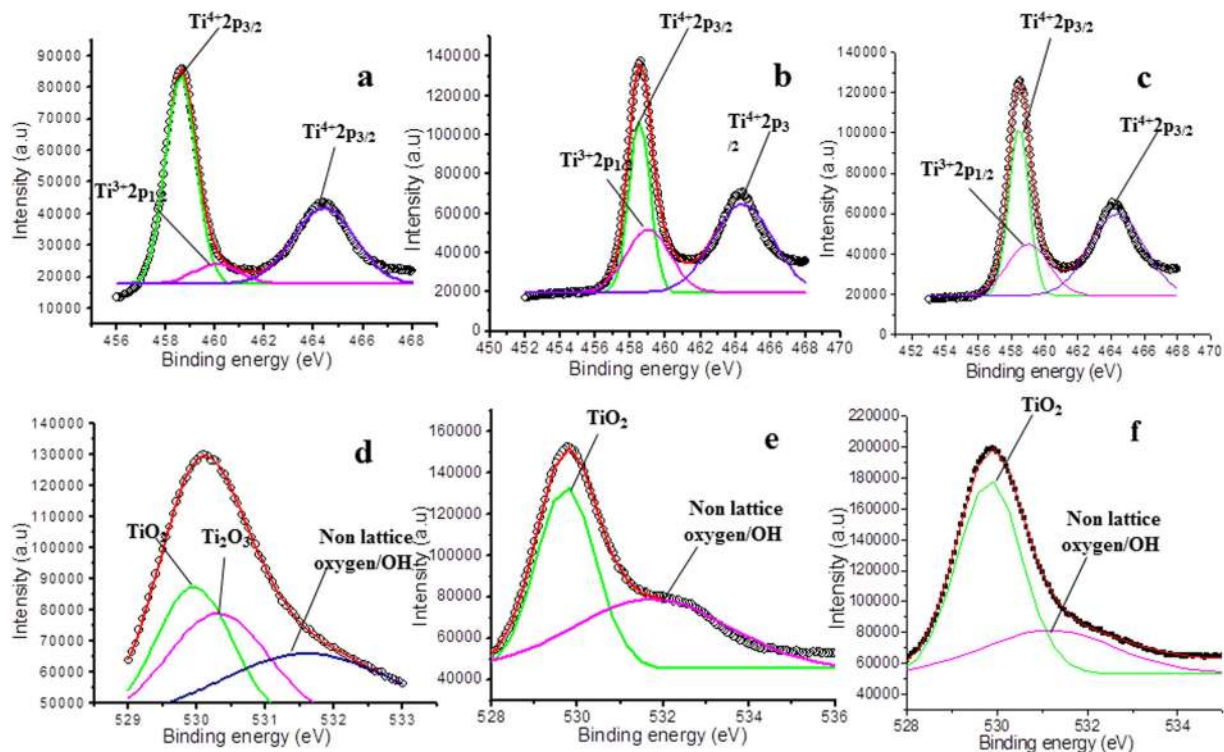 Ti⁴⁺2p₃/₂
a
Ti⁴⁺2p₃/₂
Ti³⁺2p₁/₂
Intensity (a.u)
90000
80000
70000
60000
50000
40000
30000
20000
10000
456 458 460 462 464 466 468
Binding energy (eV)
Ti⁴⁺2p₃/₂
b
Ti⁴⁺2p3
/2
Ti³⁺2p₁/₂
Intensity (a.u)
140000
120000
100000
80000
60000
40000
20000
0
450 452 454 456 458 460 462 464 466 468 470
Binding energy (eV)
Ti⁴⁺2p₃/₂
c
Ti⁴⁺2p₃/₂
Ti³⁺2p₁/₂
Intensity (a.u)
140000
120000
100000
80000
60000
40000
20000
0
452 454 456 458 460 462 464 466 468 470
Binding energy (eV)
d
TiO₂
Ti₂O₃
Non lattice
oxygen/OH
Intensity (a.u)
140000
130000
120000
110000
100000
90000
80000
70000
60000
50000
529 530 531 532 533
Binding energy (eV)
TiO₂
e
Non lattice
oxygen/OH
Intensity (a.u)
160000
140000
120000
100000
80000
60000
40000
528 530 532 534 536
Binding energy (eV)
TiO₂
f
Non lattice
oxygen/OH
Intensity (a.u)
220000
200000
180000
160000
140000
120000
100000
80000
60000
40000
528 530 532 534
Binding energy (eV)